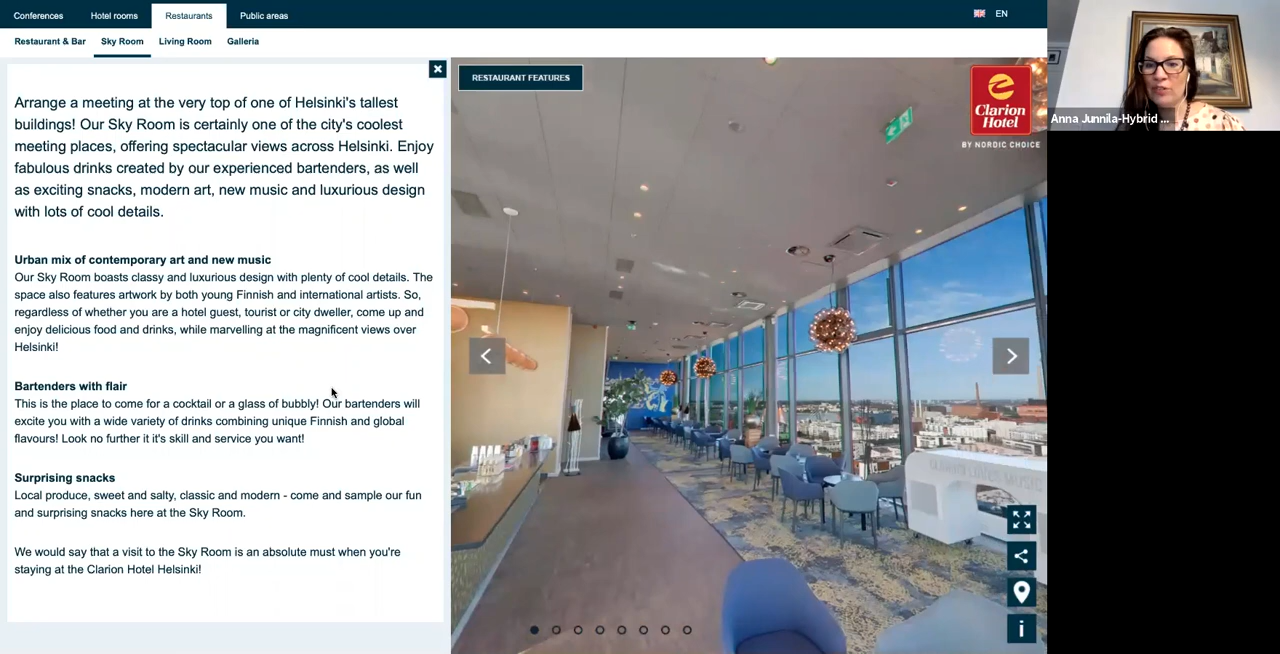 Conferences
Hotel rooms
Restaurants
Public areas
EN
Restaurant & Bar
Sky Room
Living Room
Galleria
Arrange a meeting at the very top of one of Helsinki's tallest
buildings! Our Sky Room is certainly one of the city's coolest
meeting places, offering spectacular views across Helsinki. Enjoy
fabulous drinks created by our experienced bartenders, as well
as exciting snacks, modern art, new music and luxurious design
with lots of cool details.
Urban mix of contemporary art and new music
Our Sky Room boasts classy and luxurious design with plenty of cool details. The
space also features artwork by both young Finnish and international artists. So,
regardless of whether you are a hotel guest, tourist or city dweller, come up and
enjoy delicious food and drinks, while marvelling at the magnificent views over
Helsinki!
Bartenders with flair
This is the place to come for a cocktail or a glass of bubbly! Our bartenders will
excite you with a wide variety of drinks combining unique Finnish and global
flavours! Look no further it it's skill and service you want!
Surprising snacks
Local produce, sweet and salty, classic and modern - come and sample our fun
and surprising snacks here at the Sky Room.
We would say that a visit to the Sky Room is an absolute must when you're
staying at the Clarion Hotel Helsinki!
RESTAURANT FEATURES
Clarion
Hotel
BY NORDIC CHOICE
Anna Junnila-Hybrid ...